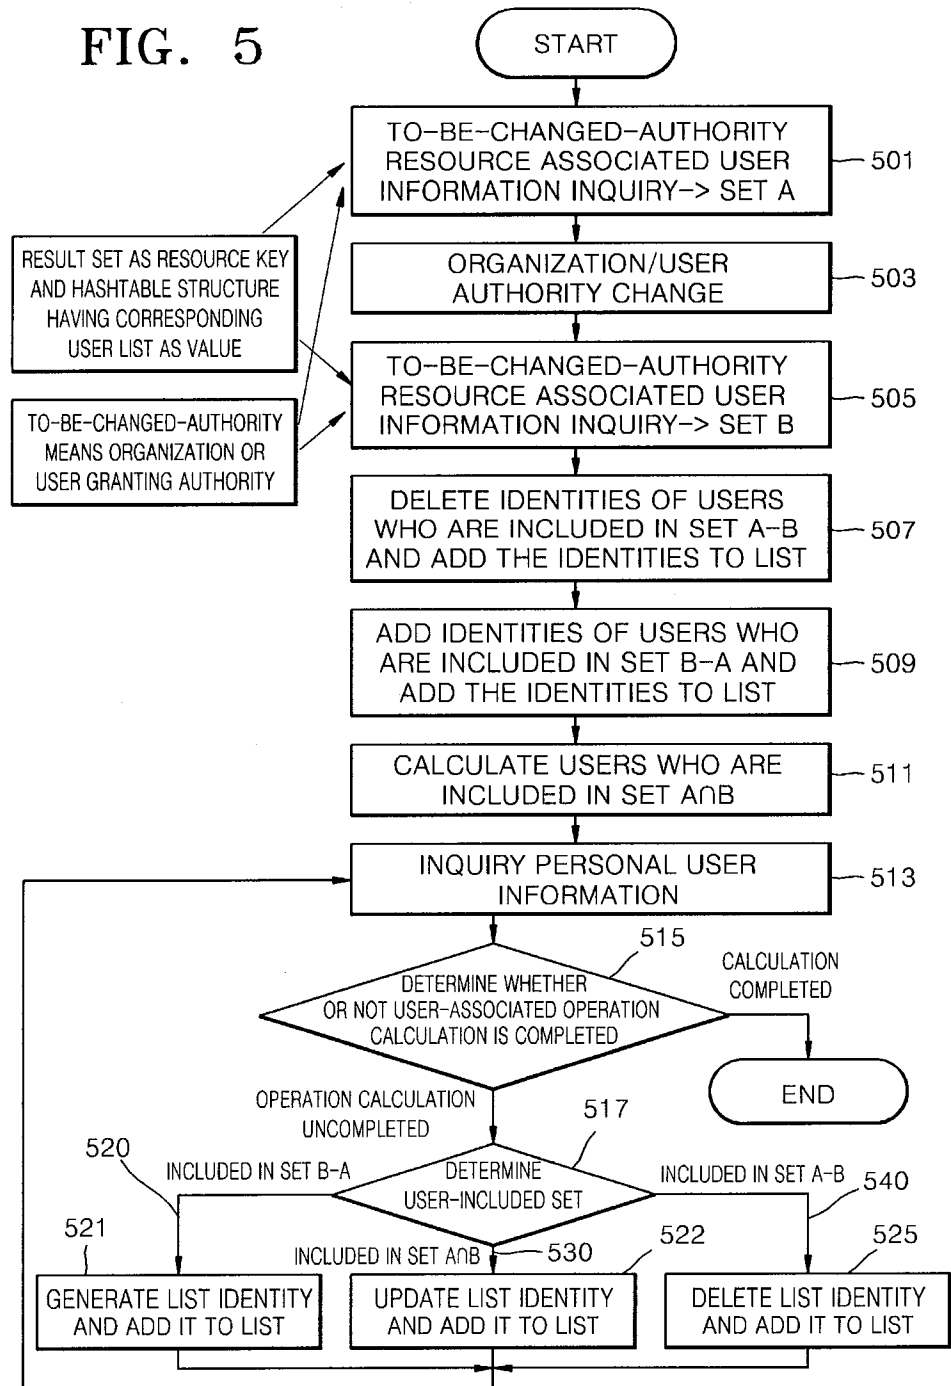 FIG. 5
START
TO-BE-CHANGED-AUTHORITY
RESOURCE ASSOCIATED USER
INFORMATION INQUIRY-> SET A
501
RESULT SET AS RESOURCE KEY
AND HASHTABLE STRUCTURE
HAVING CORRESPONDING
USER LIST AS VALUE
ORGANIZATION/USER
AUTHORITY CHANGE
503
TO-BE-CHANGED-AUTHORITY
RESOURCE ASSOCIATED USER
INFORMATION INQUIRY-> SET B
505
TO-BE-CHANGED-AUTHORITY
MEANS ORGANIZATION OR
USER GRANTING AUTHORITY
DELETE IDENTITIES OF USERS
WHO ARE INCLUDED IN SET A-B
AND ADD THE IDENTITIES TO LIST
507
ADD IDENTITIES OF USERS WHO
ARE INCLUDED IN SET B-A AND
ADD THE IDENTITIES TO LIST
509
CALCULATE USERS WHO ARE
INCLUDED IN SET A∩B
511
INQUIRY PERSONAL USER
INFORMATION
513
515
DETERMINE WHETHER
OR NOT USER-ASSOCIATED OPERATION
CALCULATION IS COMPLETED
CALCULATION
COMPLETED
END
OPERATION CALCULATION
UNCOMPLETED
517
DETERMINE
USER-INCLUDED SET
520
INCLUDED IN SET B-A
INCLUDED IN SET A-B
540
INCLUDED IN SET A∩B
530
521
GENERATE LIST IDENTITY
AND ADD IT TO LIST
522
UPDATE LIST IDENTITY
AND ADD IT TO LIST
525
DELETE LIST IDENTITY
AND ADD IT TO LIST